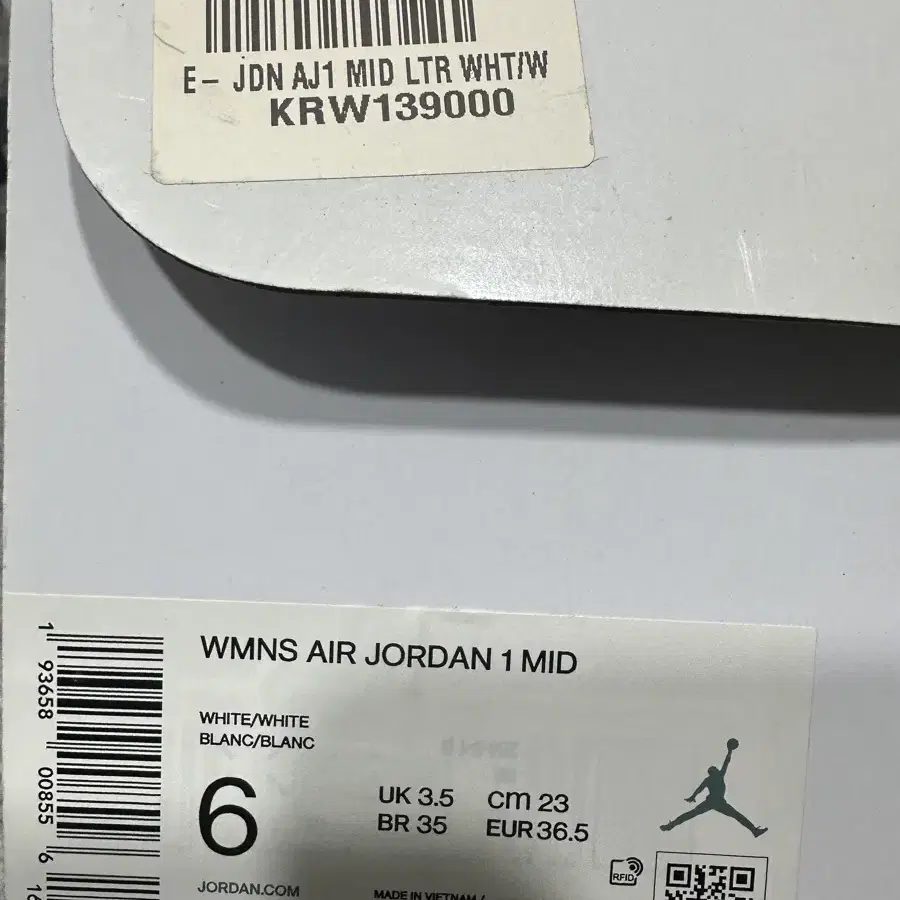 E- JDN AJ1 MID LTR WHT/W
KRW139000
WMNS AIR JORDAN 1 MID
WHITE/WHITE
BLANC/BLANC
6
UK 3.5 cm 23
BR 35 EUR 36.5
JORDAN.COM
MADE IN VIETNAM /
RFID
1 93658 00855 6